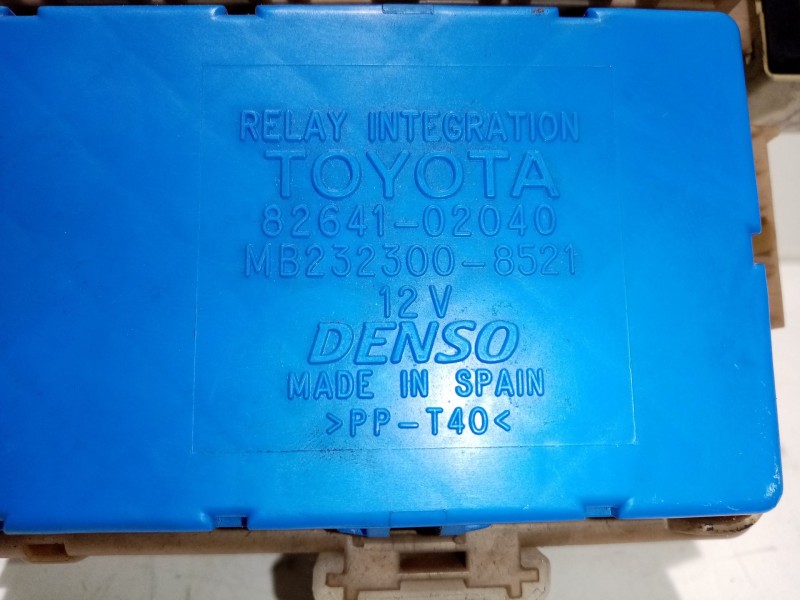 RELAY INTEGRATION
TOYOTA
82641-02040
MB232300-8521
12V
DENSO
MADE IN SPAIN
>PP-T40<